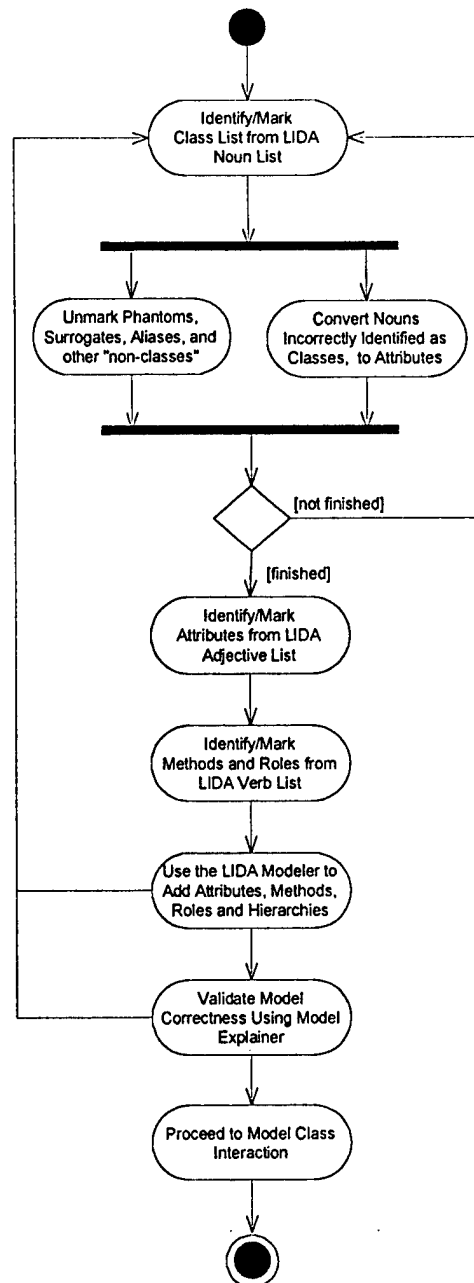 Identify/Mark
Class List from LIDA
Noun List
Unmark Phantoms,
Surrogates, Aliases, and
other "non-classes"
Convert Nouns
Incorrectly Identified as
Classes, to Attributes
[not finished]
[finished]
Identify/Mark
Attributes from LIDA
Adjective List
Identify/Mark
Methods and Roles from
LIDA Verb List
Use the LIDA Modeler to
Add Attributes, Methods,
Roles and Hierarchies
Validate Model
Correctness Using Model
Explainer
Proceed to Model Class
Interaction